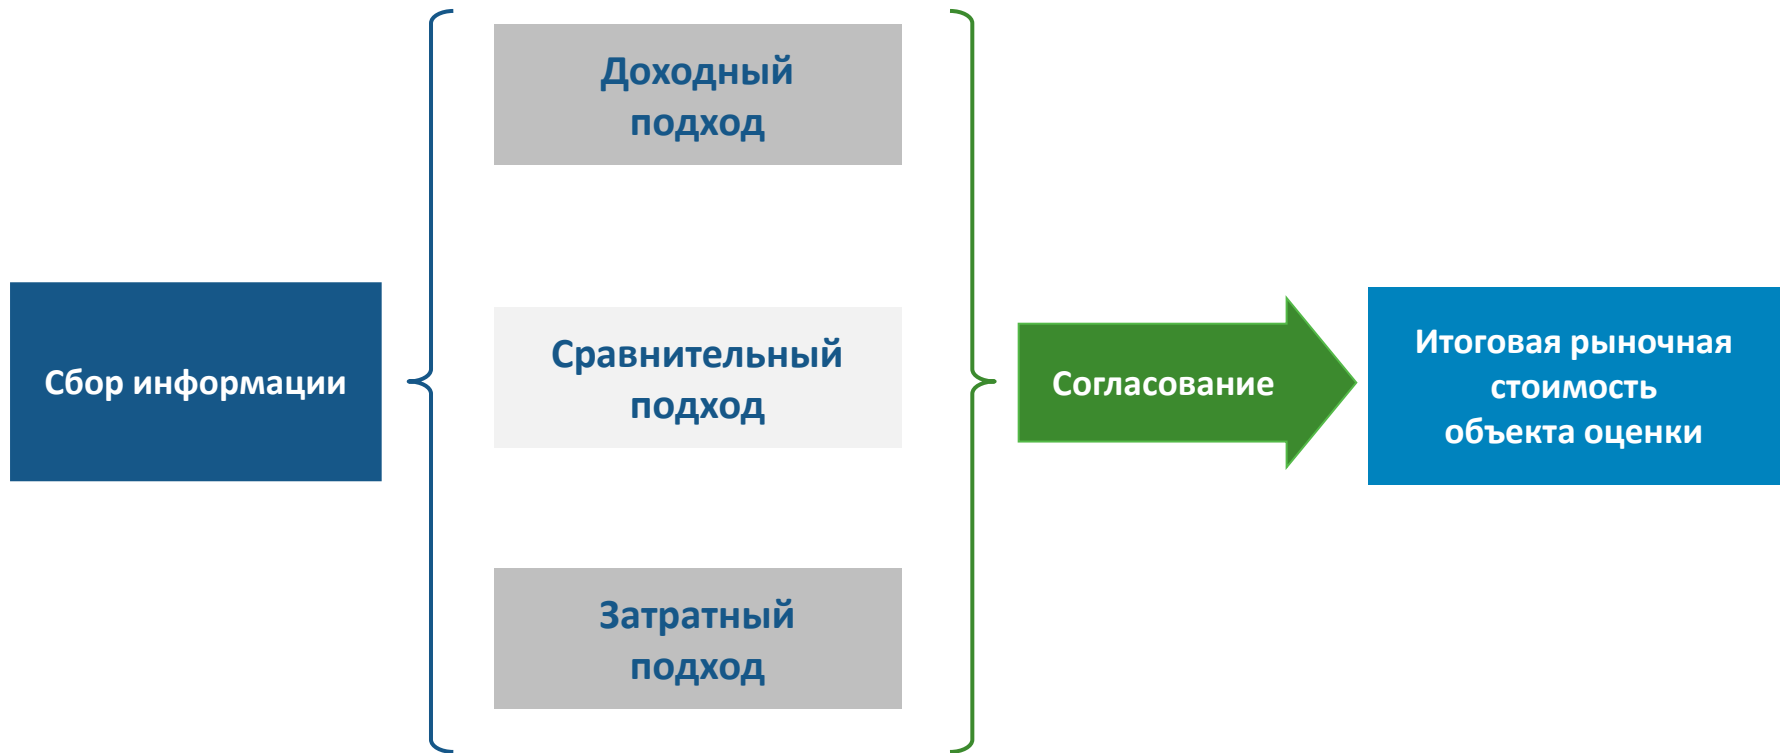 Доходный
подход
Сбор информации
Сравнительный
подход
Затратный
подход
Согласование
Итоговая рыночная
стоимость
объекта оценки